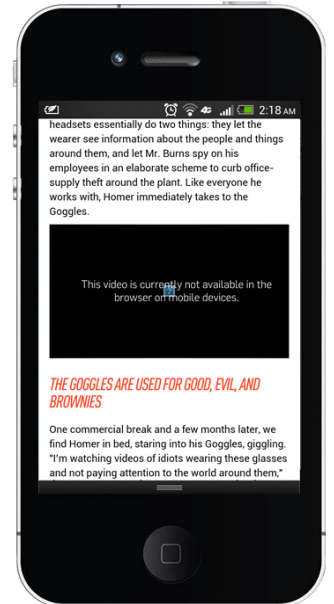 4G 2:18 AM
headsets essentially do two things: they let the
wearer see information about the people and things
around them, and let Mr. Burns spy on his
employees in an elaborate scheme to curb office-
supply theft around the plant. Like everyone he
works with, Homer immediately takes to the
Goggles.
This video is currently not available in the
browser on mobile devices.
THE GOGGLES ARE USED FOR GOOD, EVIL, AND
BROWNIES
One commercial break and a few months later, we
find Homer in bed, staring into his Goggles, giggling.
"I'm watching videos of idiots wearing these glasses
and not paying attention to the world around them,"